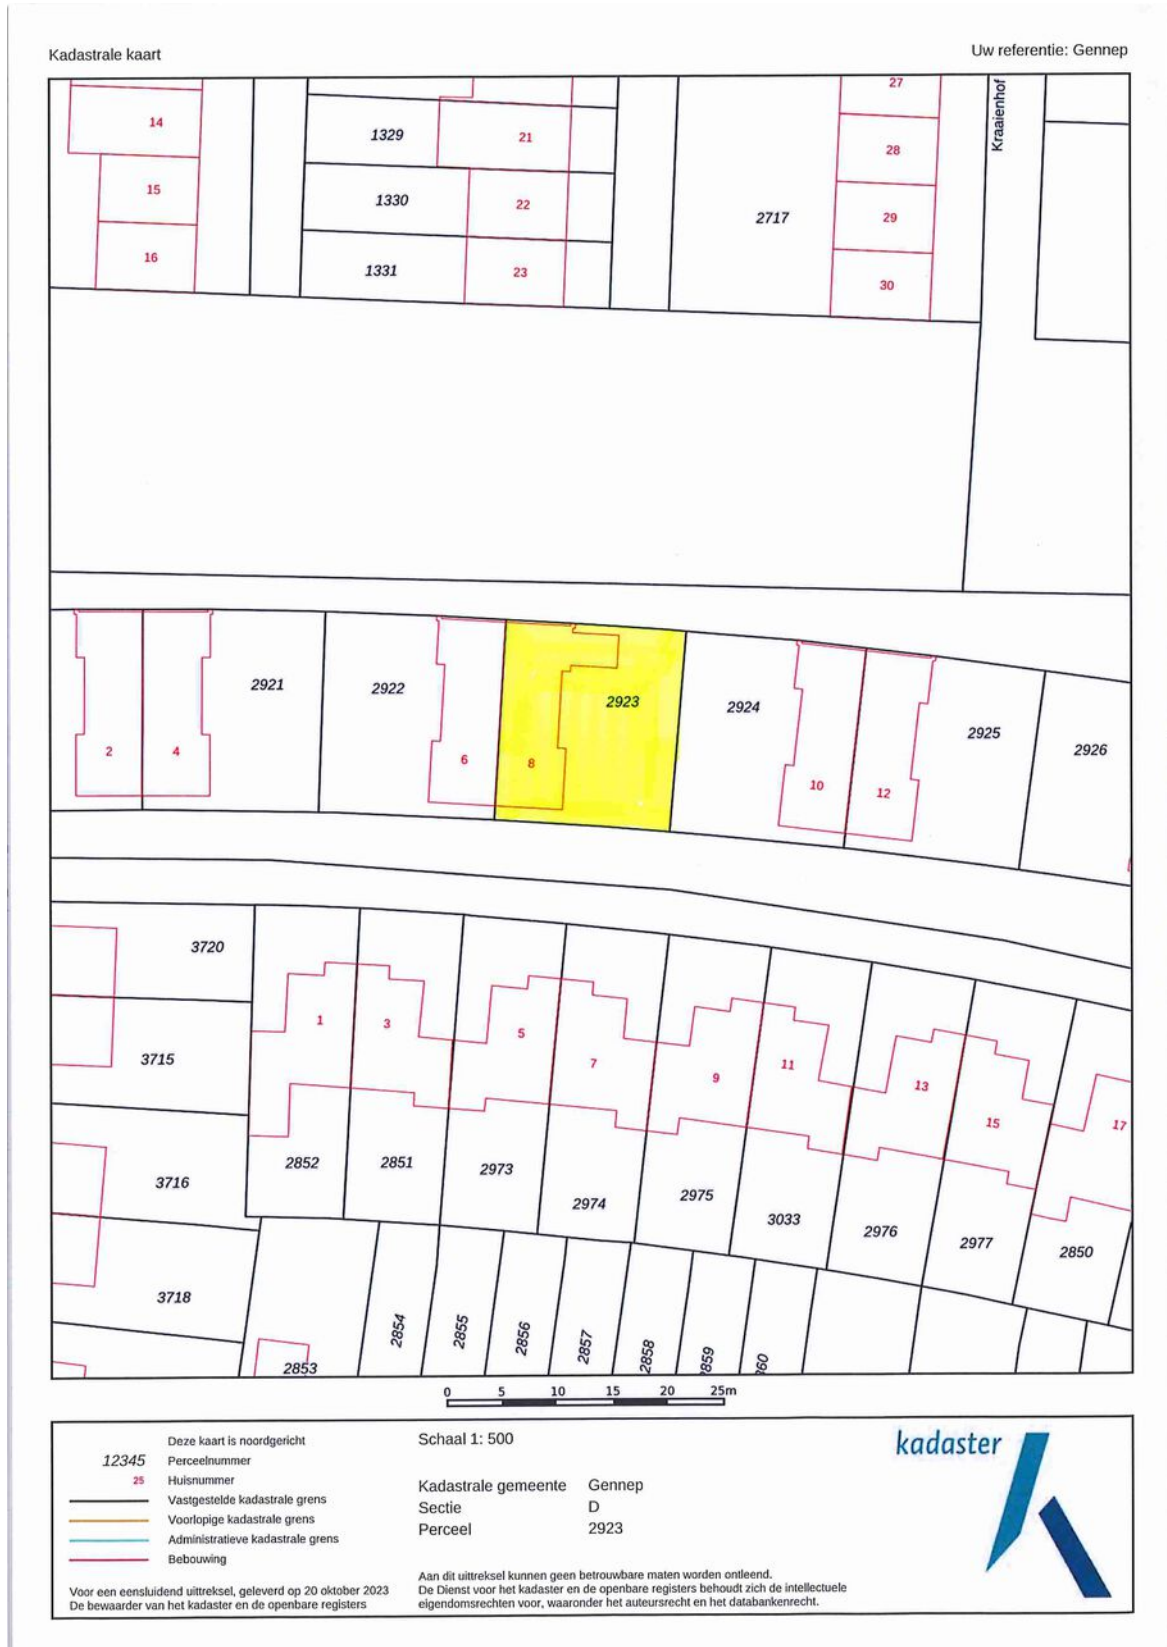 Kadastrale kaart
Uw referentie: Gennep
27
14
1329
21
28
Kraaienhof
15
1330
22
2717
29
16
1331
23
30
2921
2922
2923
2924
2925
2926
2
4
6
8
10
12
3720
1
3
5
7
9
11
13
15
17
3715
2852
2851
2973
2974
2975
3033
2976
2977
2850
3716
3718
2853
2854
2855
2856
2857
2858
859
60
0 5 10 15 20 25m
Deze kaart is noordgericht
12345 Perceelnummer
25 Huisnummer
Vastgestelde kadastrale grens
Voorlopige kadastrale grens
Administratieve kadastrale grens
Bebouwing
Voor een eensluidend uittreksel, geleverd op 20 oktober 2023
De bewaarder van het kadaster en de openbare registers
Schaal 1: 500
Kadastrale gemeente Gennep
Sectie D
Perceel 2923
Aan dit uittreksel kunnen geen betrouwbare maten worden ontleend.
De Dienst voor het kadaster en de openbare registers behoudt zich de intellectuele
eigendomsrechten voor, waaronder het auteursrecht en het databankenrecht.
kadaster